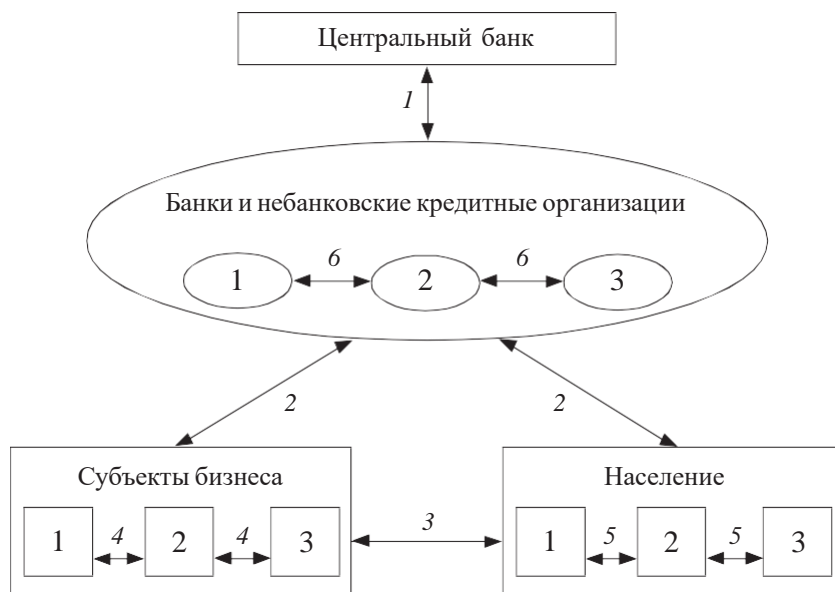 Центральный банк
1
Банки и небанковские кредитные организации
6 6
1 2 3
2 2
Субъекты бизнеса Население
4 4 3 5 5
1 2 3 1 2 3